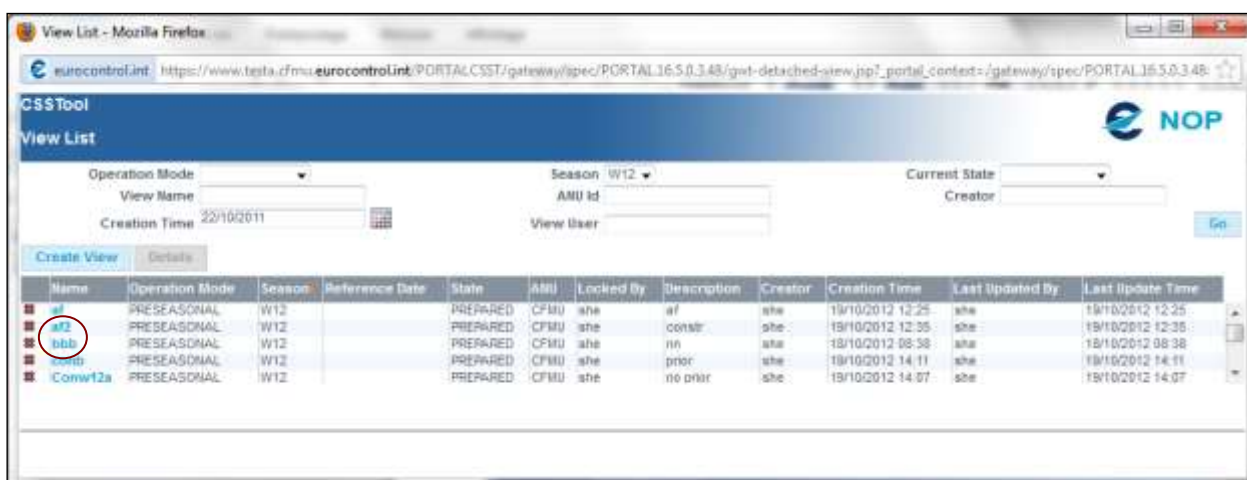 View List - Mozilla Firefox
eurocontrol.int https://www.testa.cfmu.eurocontrol.int/PORTALCSST/gateway/spec/PORTAL.16.5.0.3.48/gwt-detached-view.jsp?_portal_context=/gateway/spec/PORTAL.16.5.0.3.48:
CSSTool
NOP
View List
Operation Mode Season W12 Current State
View Name ANU Id Creator
Creation Time 22/10/2011 View User Go
Create View Details
Name Operation Mode Season Reference Date State ANU Locked By Description Creator Creation Time Last Updated By Last Update Time
af PRESEASONAL W12 PREPARED CFMU she af she 19/10/2012 12:25 she 19/10/2012 12:25
af2 PRESEASONAL W12 PREPARED CFMU she constr she 19/10/2012 12:35 she 19/10/2012 12:35
bbb PRESEASONAL W12 PREPARED CFMU she nn she 18/10/2012 08:38 she 18/10/2012 08:38
comb PRESEASONAL W12 PREPARED CFMU she prior she 19/10/2012 14:11 she 19/10/2012 14:11
Comw12a PRESEASONAL W12 PREPARED CFMU she no prior she 19/10/2012 14:07 she 19/10/2012 14:07